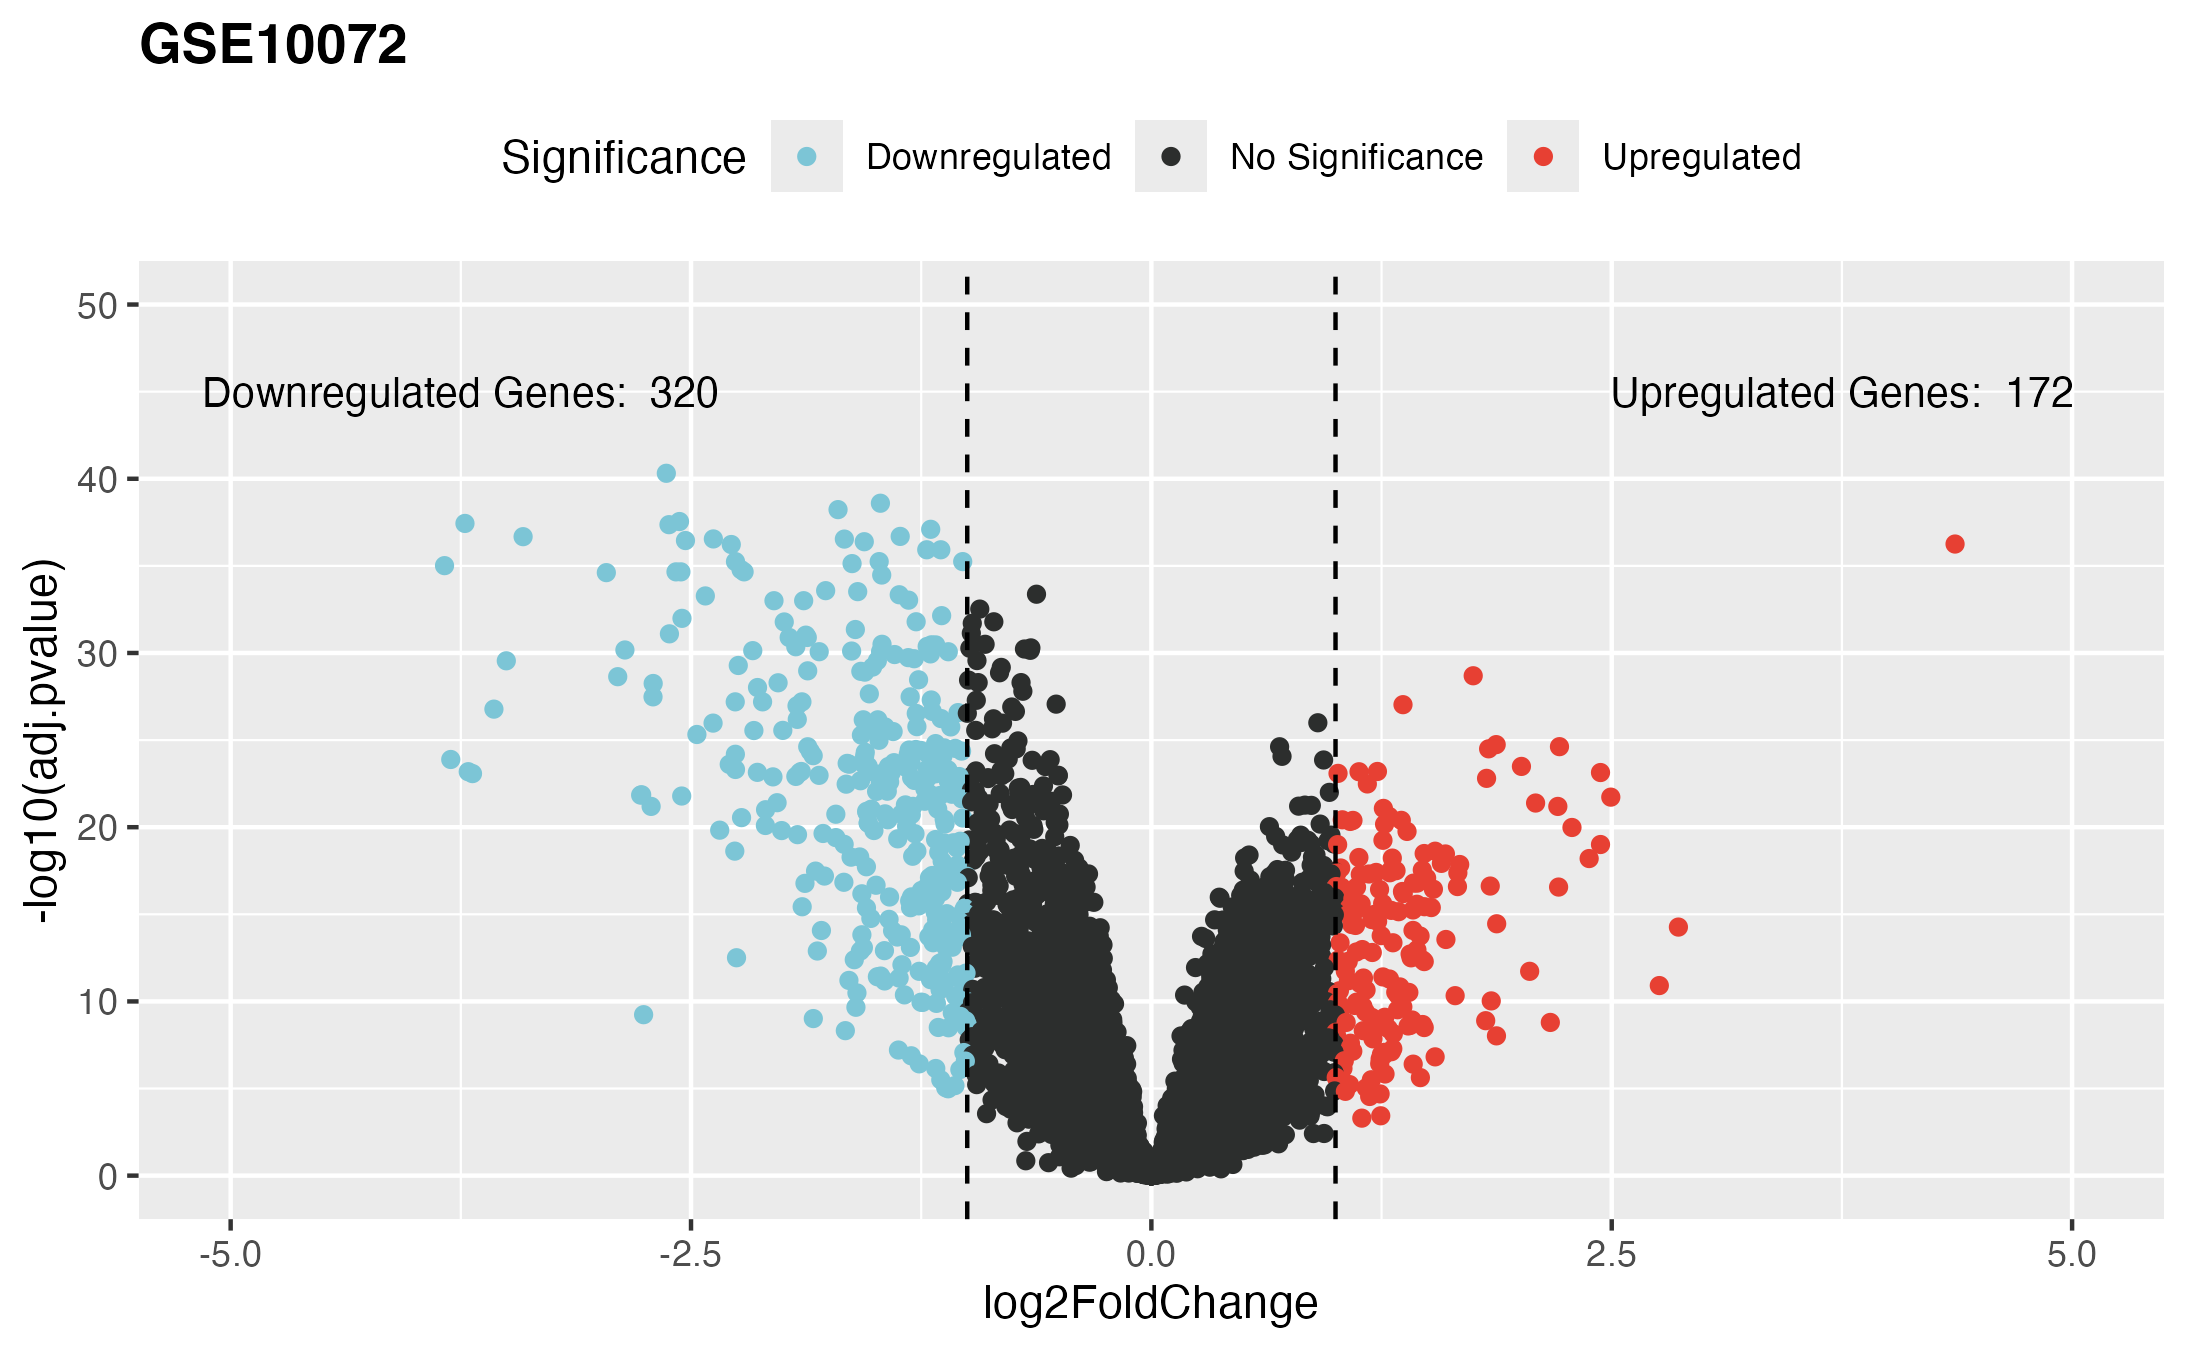 GSE10072
Significance Downregulated No Significance Upregulated
50
Downregulated Genes: 320 Upregulated Genes: 172
40
30
20
10
0
-log10(adj.pvalue)
-5.0 -2.5 0.0 2.5 5.0
log2FoldChange